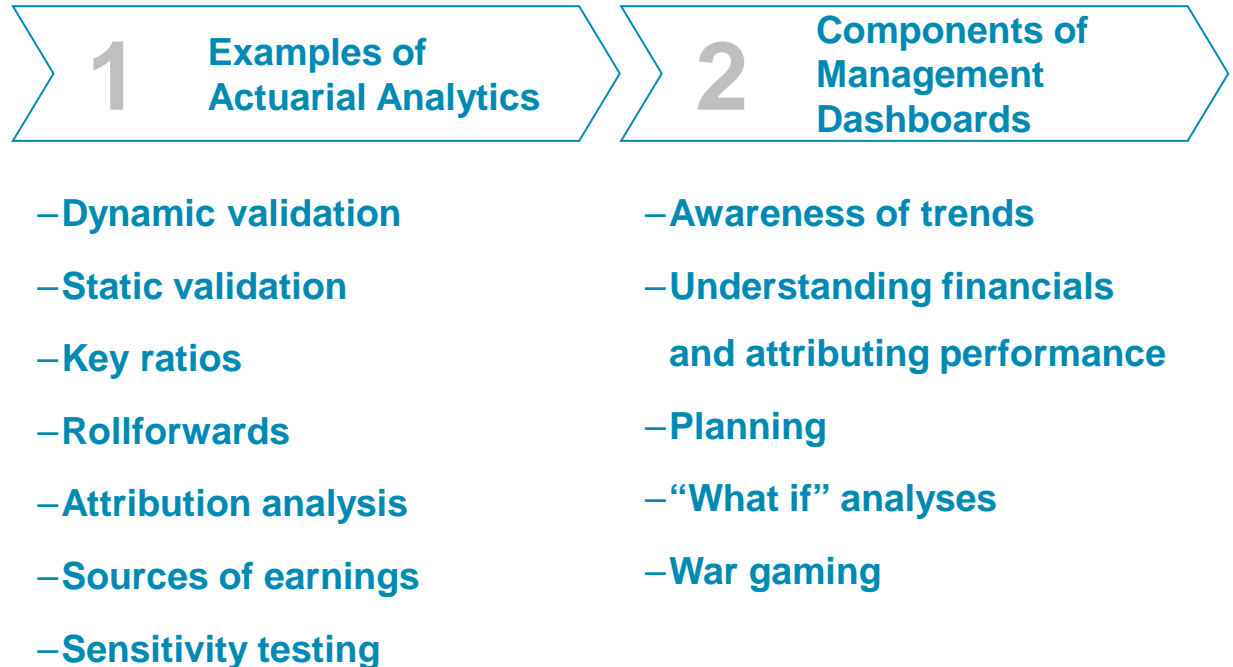 1
Examples of
Actuarial Analytics
–Dynamic validation
–Static validation
–Key ratios
–Rollforwards
–Attribution analysis
–Sources of earnings
–Sensitivity testing
2
Components of
Management
Dashboards
–Awareness of trends
–Understanding financials
and attributing performance
–Planning
–“What if” analyses
–War gaming